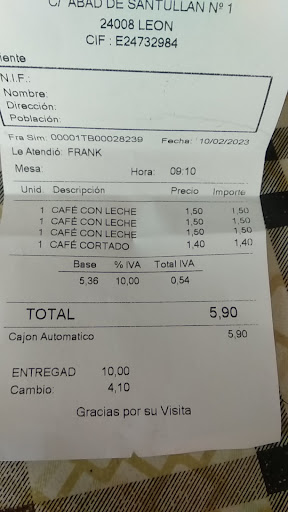 C/ ABAD DE SANTULLAN Nº 1
24008 LEON
CIF : E24732984
iente
N.I.F.:
Nombre:
Dirección:
Población:
Fra Sim. 00001TB00028239 Fecha: 10/02/2023
Le Atendió: FRANK
Mesa: Hora: 09:10
Unid. Descripción Precio Importe
1 CAFÉ CON LECHE 1,50 1,50
1 CAFÉ CON LECHE 1,50 1,50
1 CAFÉ CON LECHE 1,50 1,50
1 CAFÉ CORTADO 1,40 1,40
Base % IVA Total IVA
5,36 10,00 0,54
TOTAL 5,90
Cajon Automatico 5,90
ENTREGAD 10,00
Cambio: 4,10
Gracias por su Visita